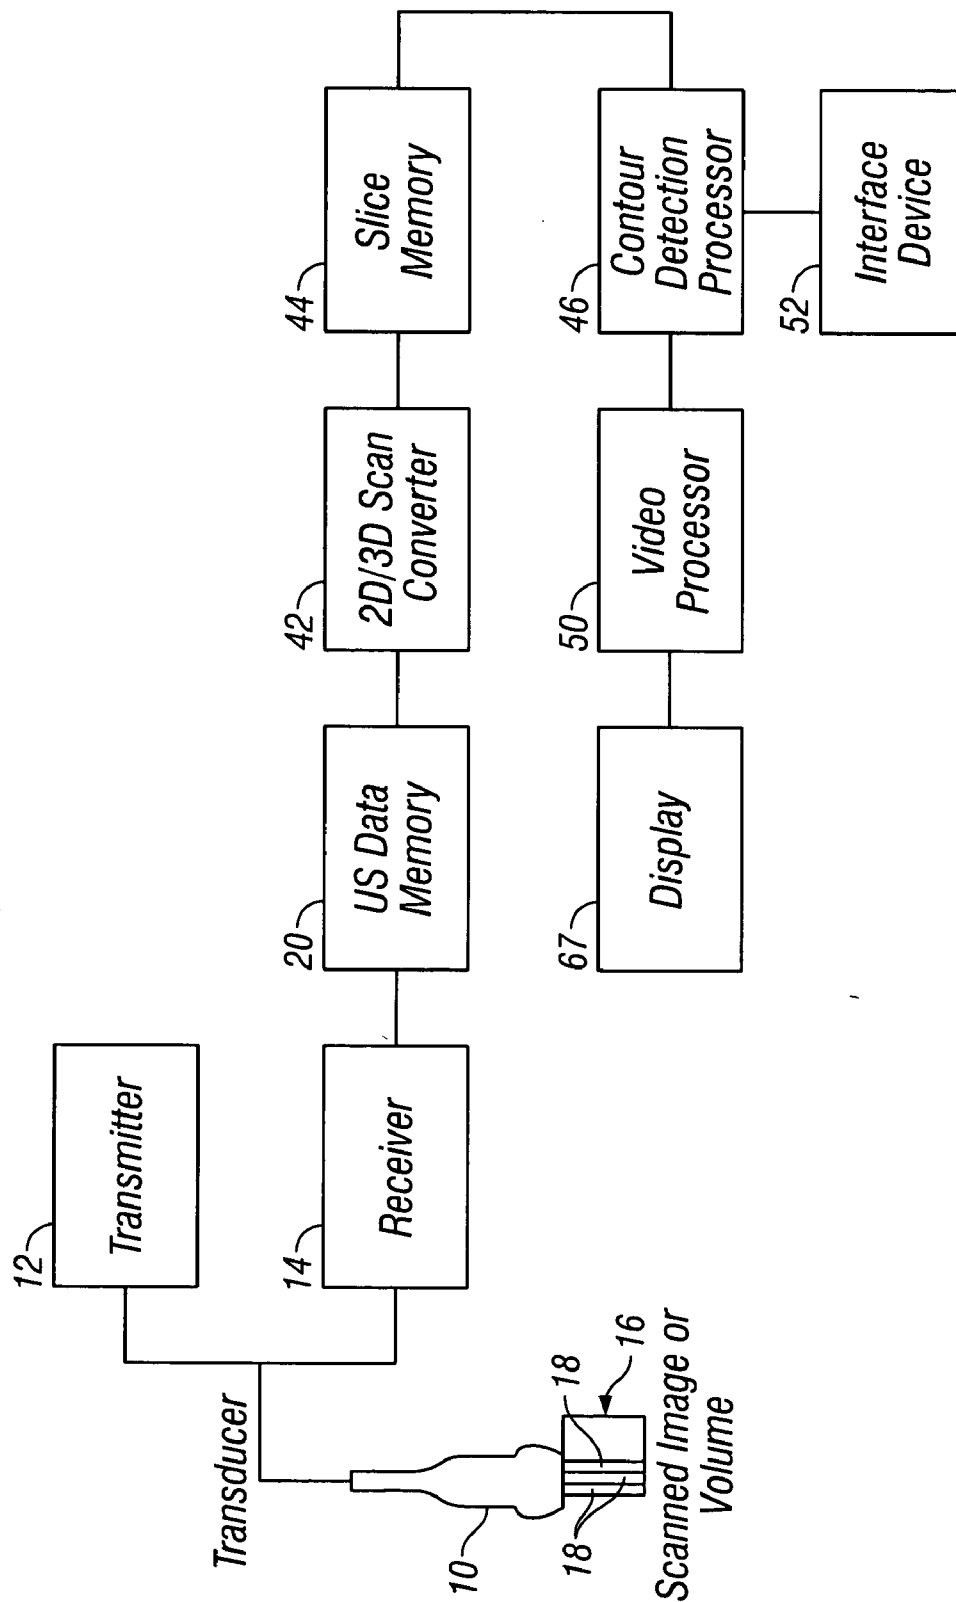 12
Transmitter
Transducer
14
Receiver
20
US Data
Memory
42
2D/3D Scan
Converter
44
Slice
Memory
10
18
16
18
Scanned Image or
Volume
67
Display
50
Video
Processor
46
Contour
Detection
Processor
52
Interface
Device